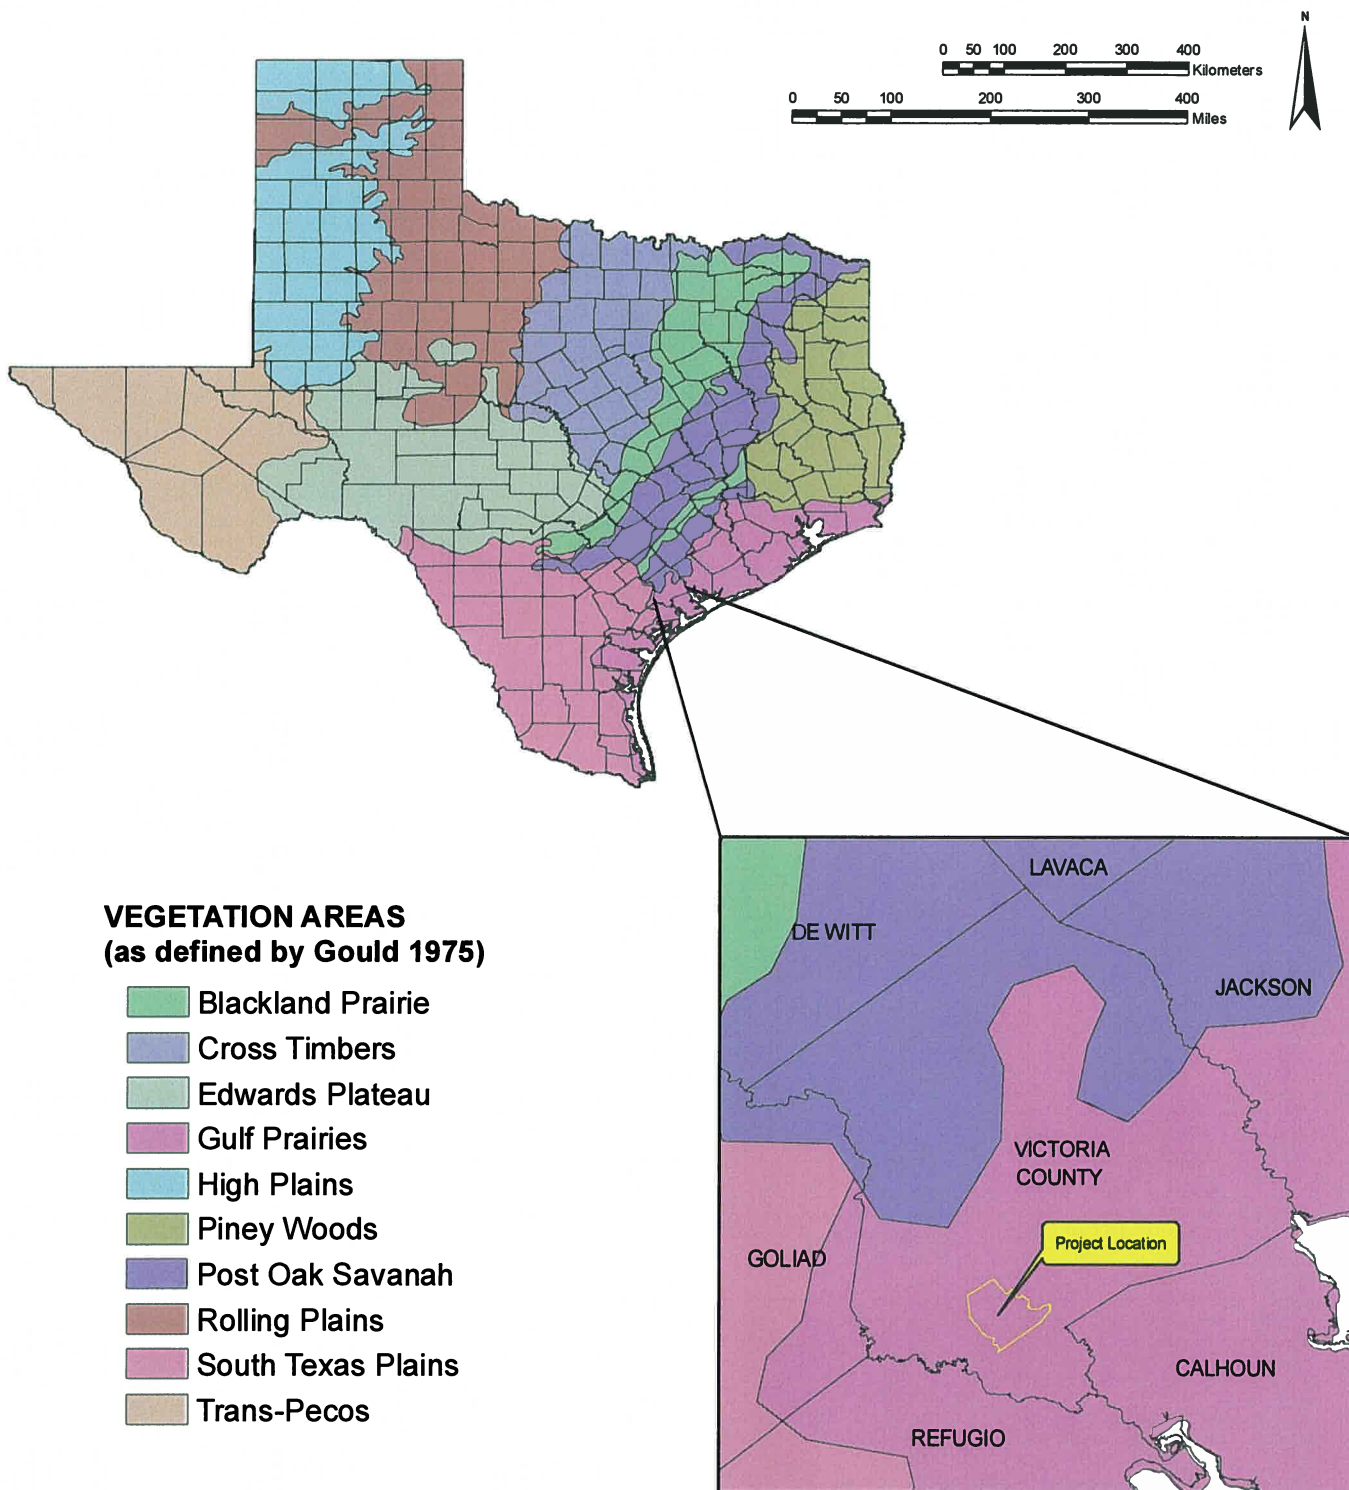 N
0 50 100 200 300 400
Kilometers
0 50 100 200 300 400
Miles
VEGETATION AREAS
(as defined by Gould 1975)
Blackland Prairie
Cross Timbers
Edwards Plateau
Gulf Prairies
High Plains
Piney Woods
Post Oak Savanah
Rolling Plains
South Texas Plains
Trans-Pecos
LAVACA
DE WITT
JACKSON
VICTORIA
COUNTY
Project Location
GOLIAD
CALHOUN
REFUGIO